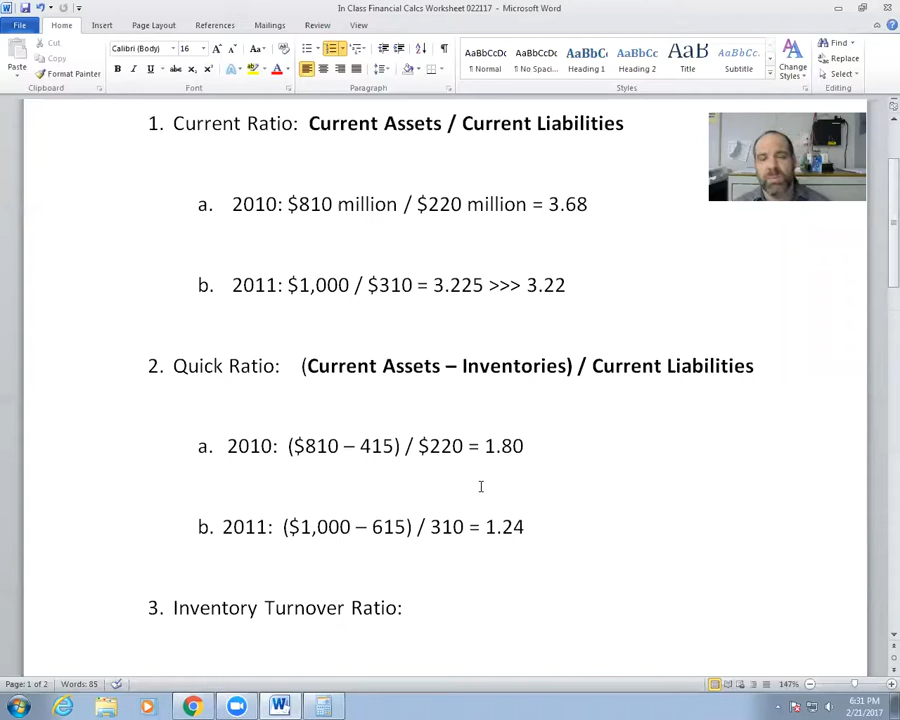 In Class Financial Calcs Worksheet 022117 - Microsoft Word
File Home Insert Page Layout References Mailings Review View
Cut
Copy
Paste
Format Painter
Clipboard
Calibri (Body) 16
Font
Paragraph
AaBbCcDc AaBbCcDc AaBbCc AaBbCc AaBl AaBbCc.
¶ Normal ¶ No Spaci... Heading 1 Heading 2 Title Subtitle
Styles
Change Styles
Find
Replace
Select
Editing
1. Current Ratio: Current Assets / Current Liabilities
a. 2010: $810 million / $220 million = 3.68
b. 2011: $1,000 / $310 = 3.225 >>> 3.22
2. Quick Ratio: (Current Assets – Inventories) / Current Liabilities
a. 2010: ($810 – 415) / $220 = 1.80
b. 2011: ($1,000 – 615) / 310 = 1.24
3. Inventory Turnover Ratio:
Page: 1 of 2 Words: 85
147%
6:31 PM
2/21/2017